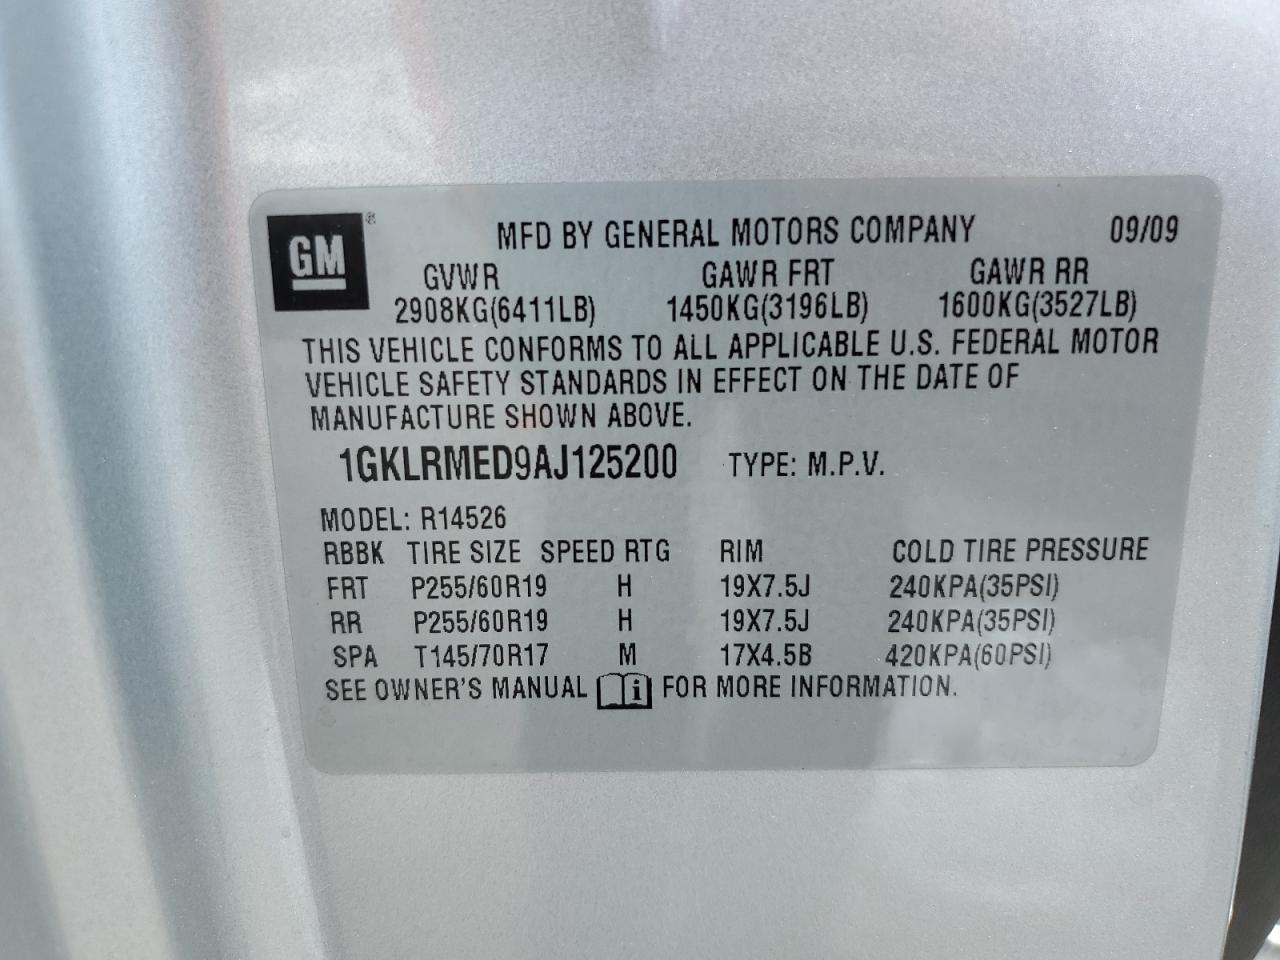 GM® MFD BY GENERAL MOTORS COMPANY 09/09
GVWR GAWR FRT GAWR RR
2908KG(6411LB) 1450KG(3196LB) 1600KG(3527LB)
THIS VEHICLE CONFORMS TO ALL APPLICABLE U.S. FEDERAL MOTOR
VEHICLE SAFETY STANDARDS IN EFFECT ON THE DATE OF
MANUFACTURE SHOWN ABOVE.
1GKLRMED9AJ125200 TYPE: M.P.V.
MODEL: R14526
RBBK TIRE SIZE SPEED RTG RIM COLD TIRE PRESSURE
FRT P255/60R19 H 19X7.5J 240KPA(35PSI)
RR P255/60R19 H 19X7.5J 240KPA(35PSI)
SPA T145/70R17 M 17X4.5B 420KPA(60PSI)
SEE OWNER'S MANUAL i FOR MORE INFORMATION.